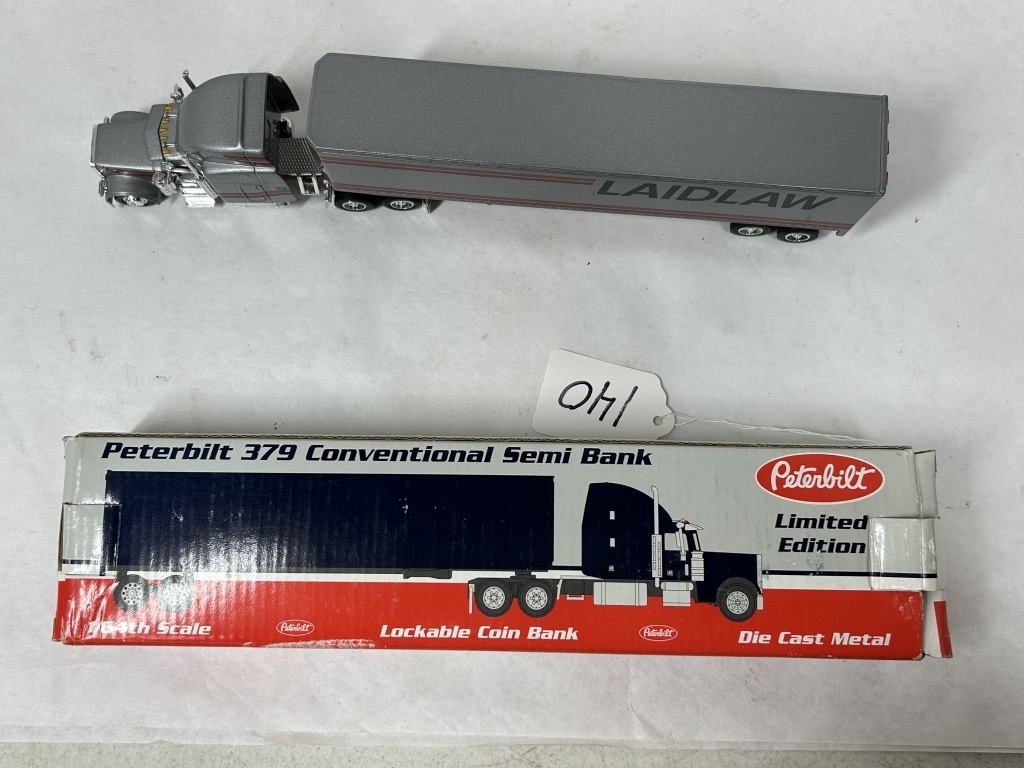 LAIDLAW
140
Peterbilt 379 Conventional Semi Bank
Peterbilt
Limited
Edition
1/64th Scale
Peterbilt
Lockable Coin Bank
Peterbilt
Die Cast Metal